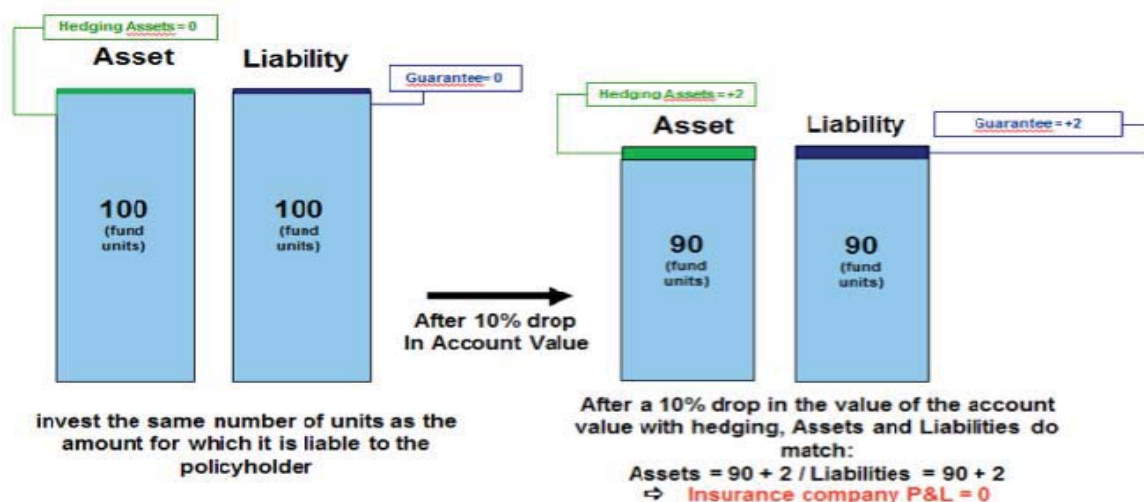 Hedging Assets=0
Asset
Liability
Guarantee=0
100
(fund
units)
100
(fund
units)
invest the same number of units as the
amount for which it is liable to the
policyholder
After 10% drop
In Account Value
Hedging Assets=+2
Asset
Liability
Guarantee=+2
90
(fund
units)
90
(fund
units)
After a 10% drop in the value of the account
value with hedging, Assets and Liabilities do
match:
Assets = 90 + 2 / Liabilities = 90 + 2
⇨ Insurance company P&L = 0